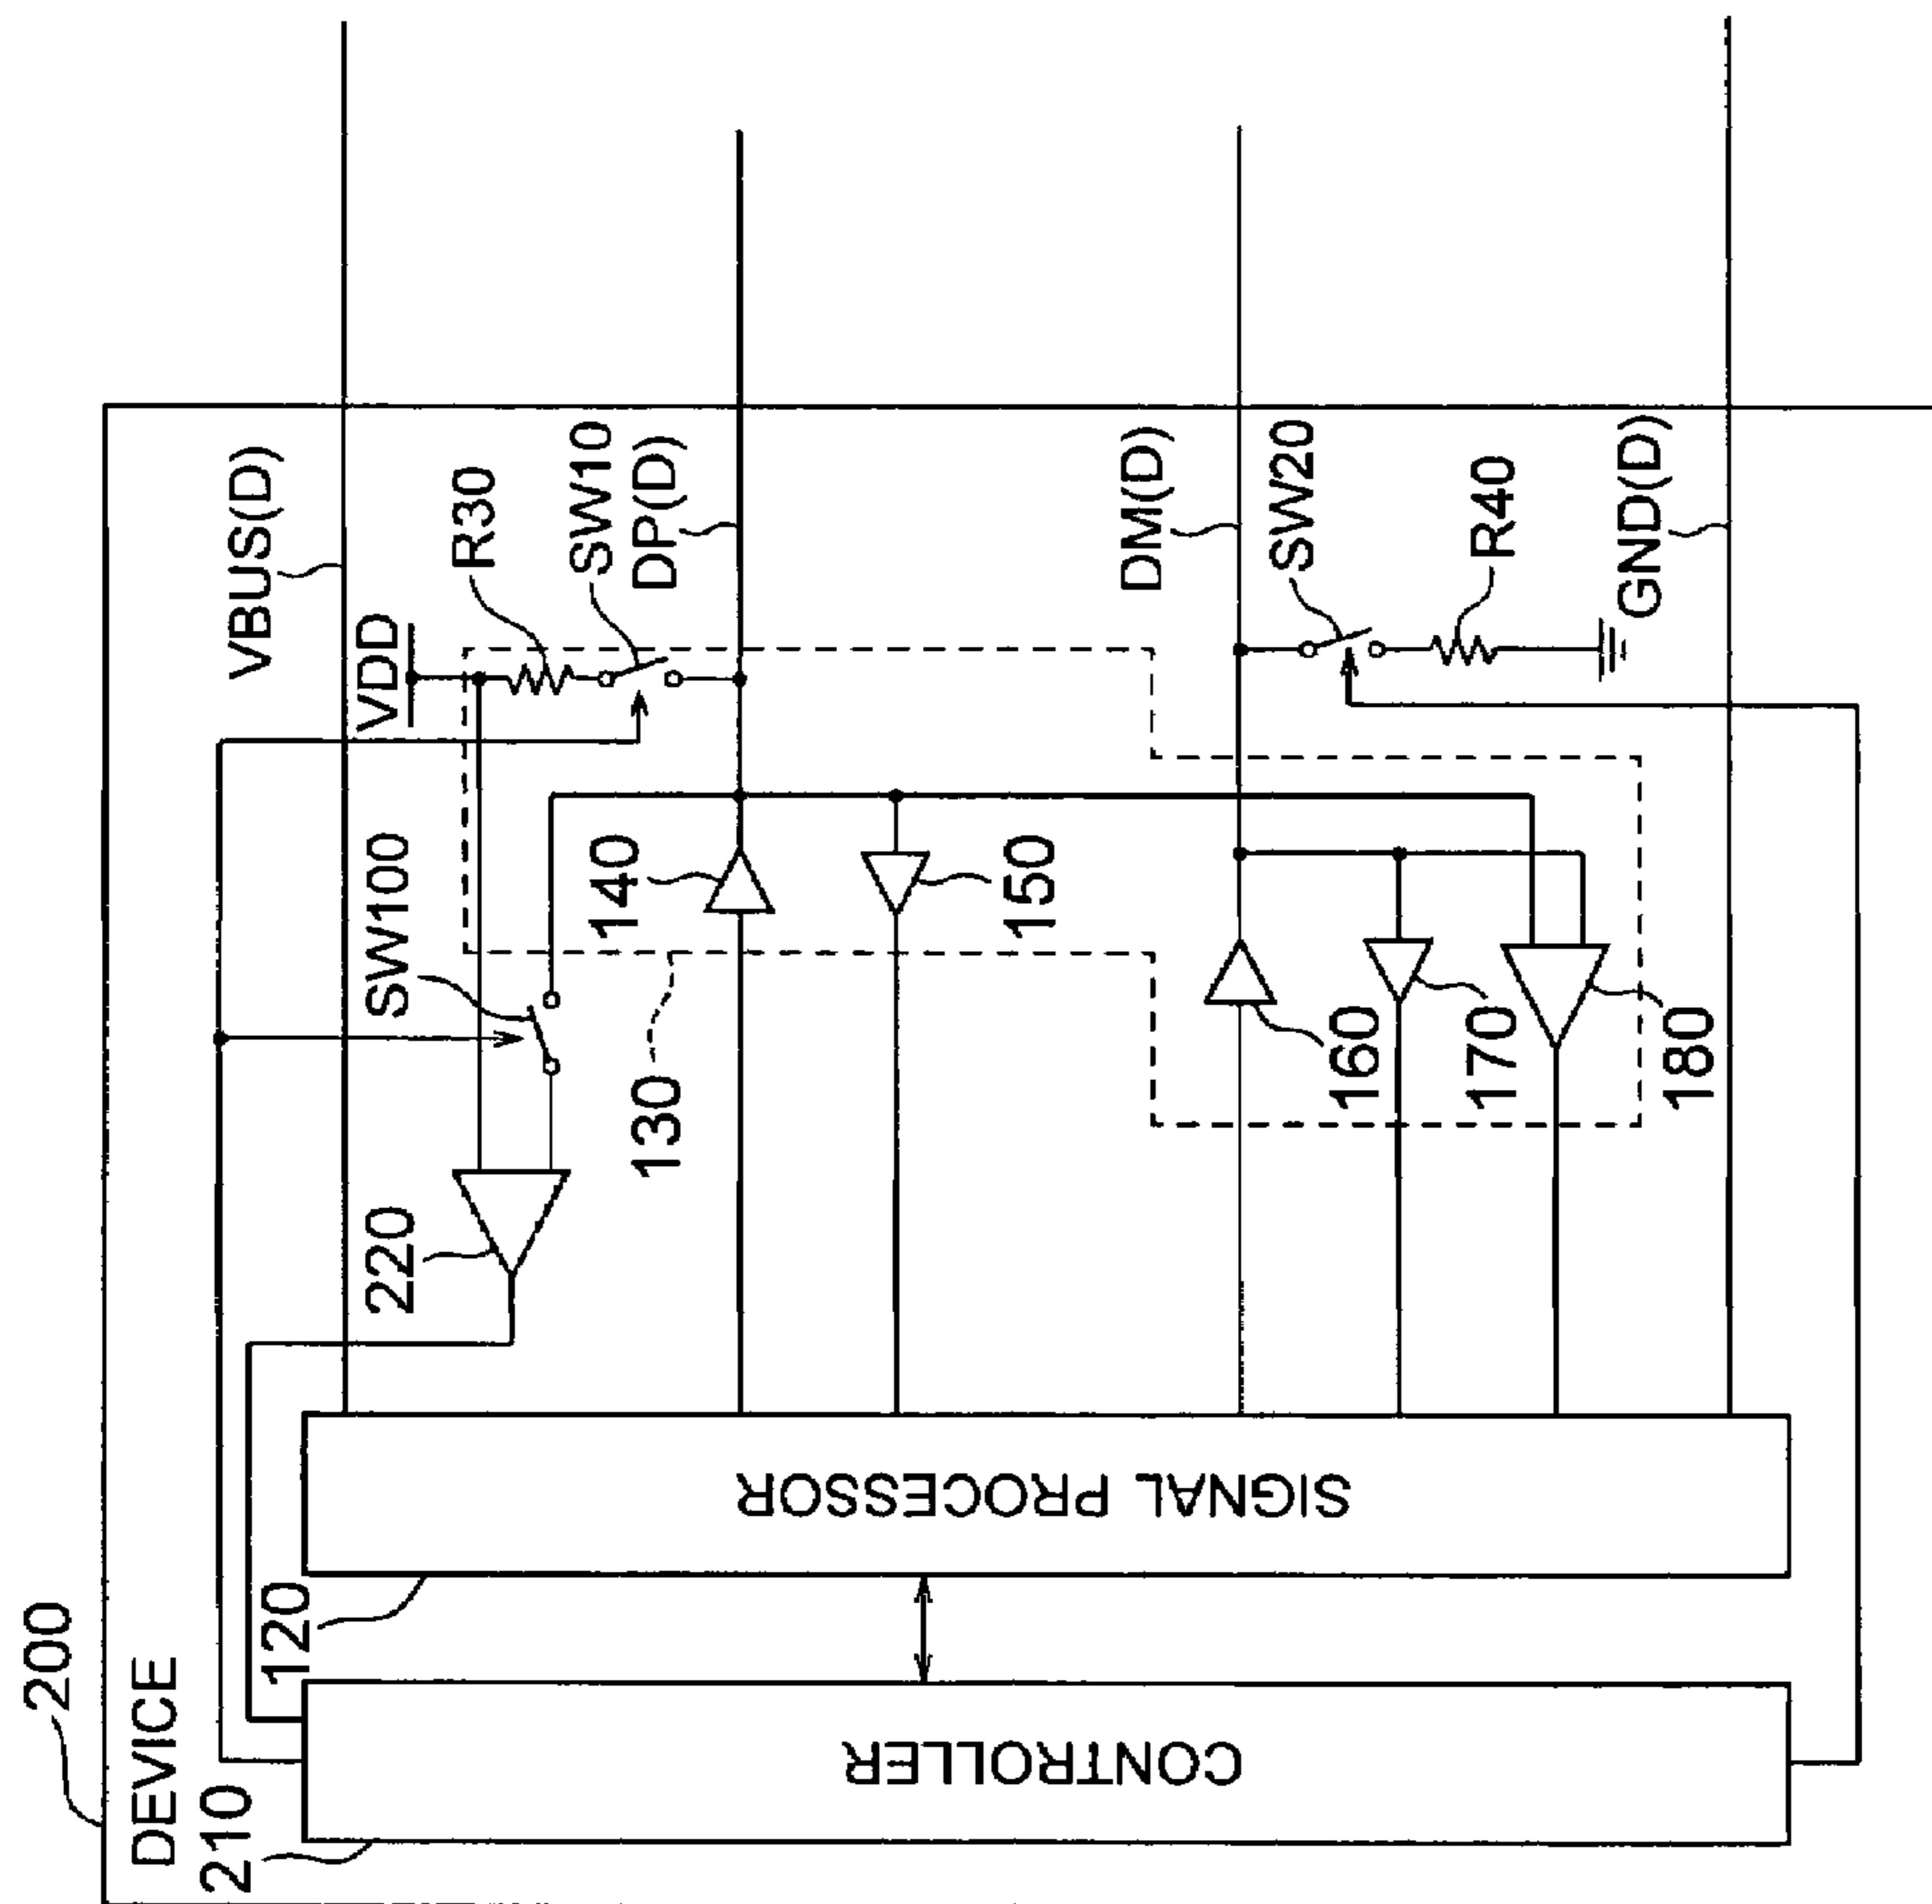 200
DEVICE
210
CONTROLLER
120
SIGNAL PROCESSOR
220
SW100
130
140
150
160
170
180
VBUS(D)
VDD
R30
SW10
DP(D)
DM(D)
SW20
R40
GND(D)